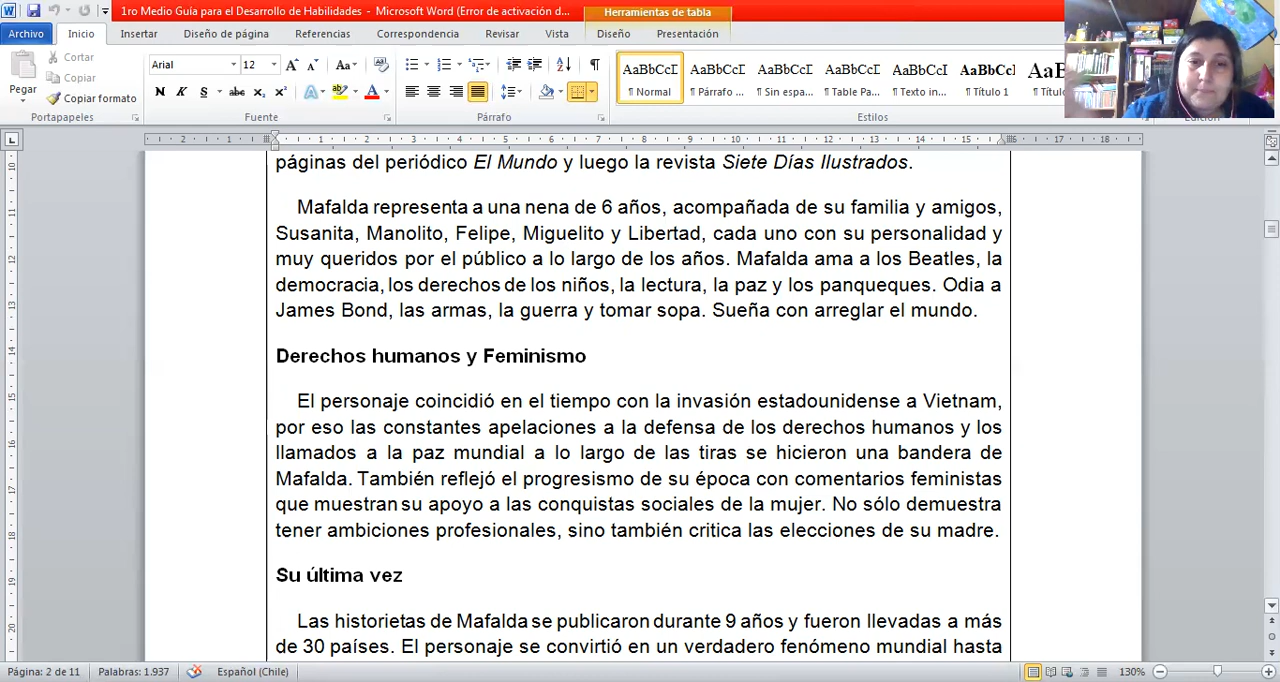 1ro Medio Guía para el Desarrollo de Habilidades - Microsoft Word (Error de activación d...
Herramientas de tabla
Archivo Inicio Insertar Diseño de página Referencias Correspondencia Revisar Vista Diseño Presentación
Pegar
Cortar
Copiar
Copiar formato
Portapapeles
Arial 12
Fuente
Párrafo
AaBbCcI AaBbCcI AaBbCcI AaBbCcI AaBbCcI AaBbCcI AaB
¶ Normal ¶ Párrafo ... ¶ Sin espa... ¶ Table Pa... ¶ Texto in... ¶ Título 1 ¶ Título
Estilos
páginas del periódico El Mundo y luego la revista Siete Días Ilustrados.
Mafalda representa a una nena de 6 años, acompañada de su familia y amigos,
Susanita, Manolito, Felipe, Miguelito y Libertad, cada uno con su personalidad y
muy queridos por el público a lo largo de los años. Mafalda ama a los Beatles, la
democracia, los derechos de los niños, la lectura, la paz y los panqueques. Odia a
James Bond, las armas, la guerra y tomar sopa. Sueña con arreglar el mundo.
Derechos humanos y Feminismo
El personaje coincidió en el tiempo con la invasión estadounidense a Vietnam,
por eso las constantes apelaciones a la defensa de los derechos humanos y los
llamados a la paz mundial a lo largo de las tiras se hicieron una bandera de
Mafalda. También reflejó el progresismo de su época con comentarios feministas
que muestran su apoyo a las conquistas sociales de la mujer. No sólo demuestra
tener ambiciones profesionales, sino también critica las elecciones de su madre.
Su última vez
Las historietas de Mafalda se publicaron durante 9 años y fueron llevadas a más
de 30 países. El personaje se convirtió en un verdadero fenómeno mundial hasta
Página: 2 de 11 Palabras: 1.937 Español (Chile) 130%